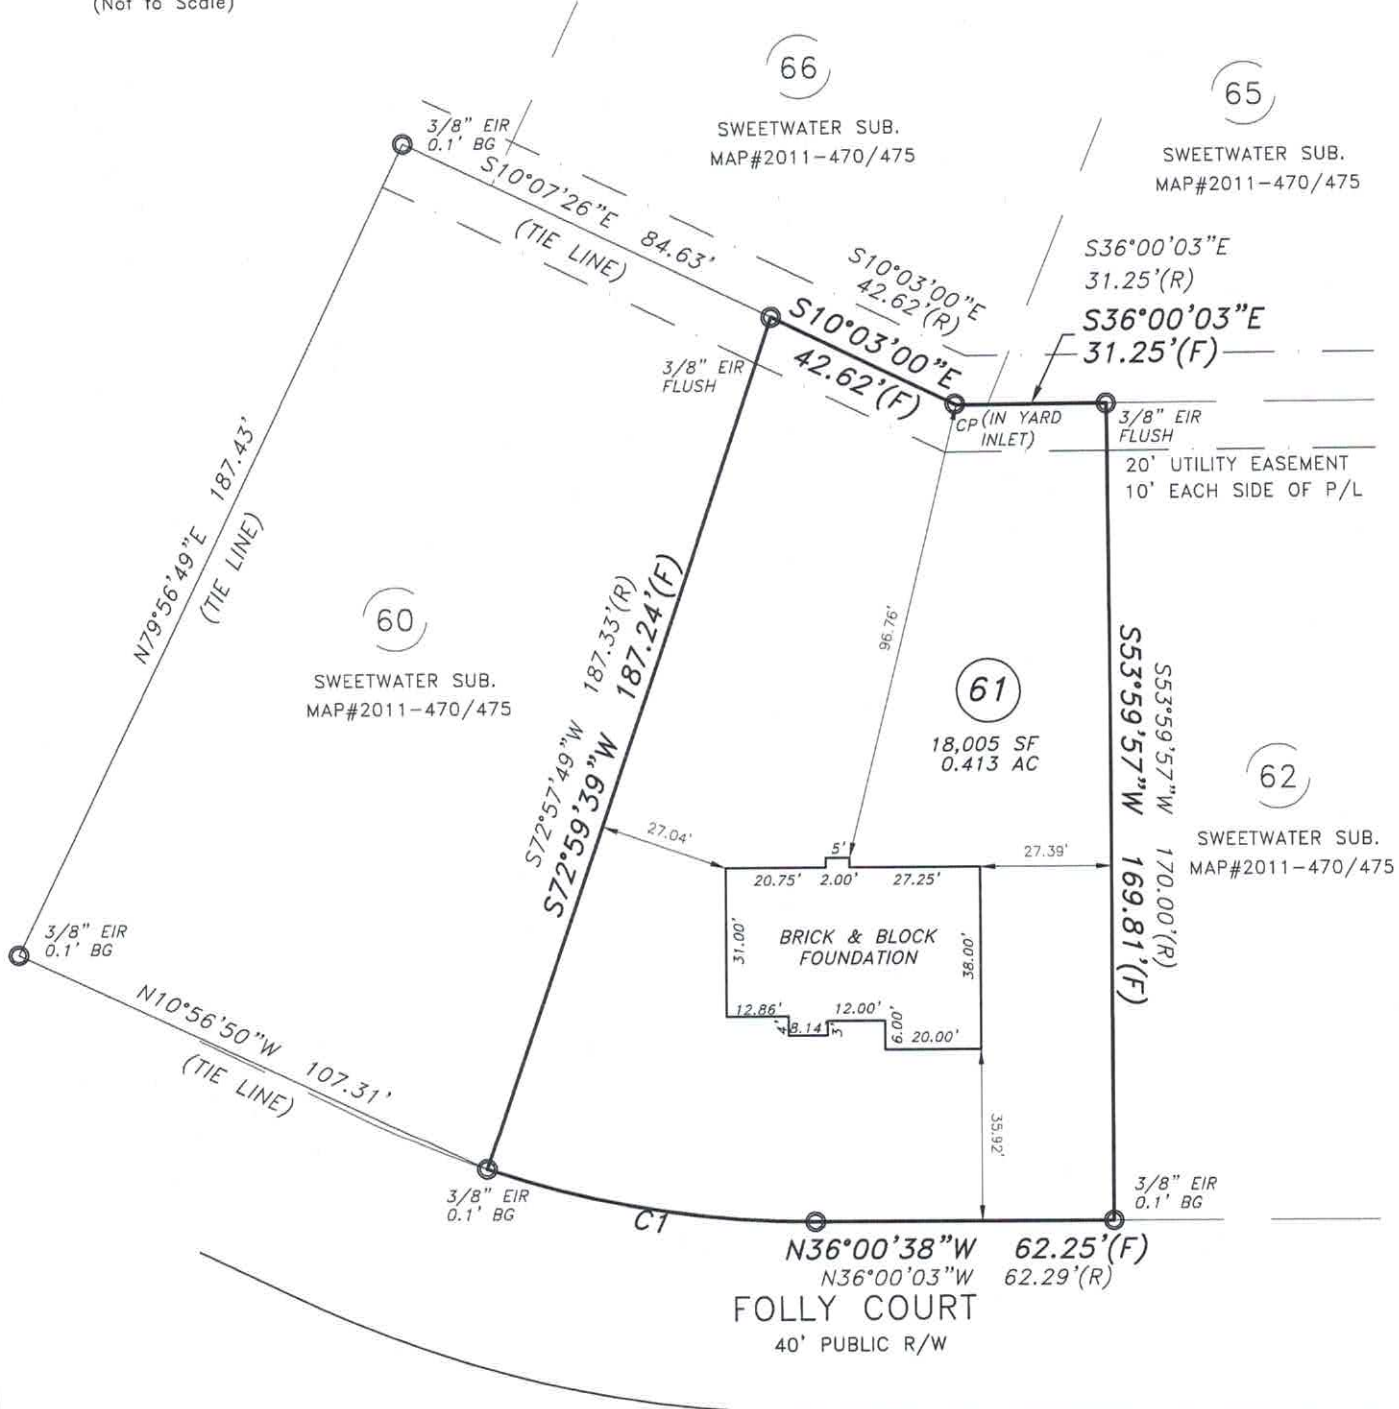 (Not to Scale)
66
SWEETWATER SUB.
MAP#2011-470/475
65
SWEETWATER SUB.
MAP#2011-470/475
3/8" EIR
0.1' BG
S10°07'26"E 84.63'
(TIE LINE)
S10°03'00"E
42.62'(R)
S10°03'00"E
42.62'(F)
S36°00'03"E
31.25'(R)
S36°00'03"E
31.25'(F)
3/8" EIR
FLUSH
CP (IN YARD
INLET)
3/8" EIR
FLUSH
20' UTILITY EASEMENT
10' EACH SIDE OF P/L
N79°56'49"E 187.43'
(TIE LINE)
60
SWEETWATER SUB.
MAP#2011-470/475
S72°57'49"W 187.33'(R)
S72°59'39"W 187.24'(F)
96.76'
61
18,005 SF
0.413 AC
S53°59'57"W 170.00'(R)
S53°59'57"W 169.81'(F)
62
SWEETWATER SUB.
MAP#2011-470/475
27.04'
5'
27.39'
20.75' 2.00' 27.25'
31.00'
BRICK & BLOCK
FOUNDATION
38.00'
12.86'
4'
8.14'
3'
12.00'
6.00'
20.00'
35.92'
3/8" EIR
0.1' BG
N10°56'50"W 107.31'
(TIE LINE)
3/8" EIR
0.1' BG
C1
3/8" EIR
0.1' BG
N36°00'38"W 62.25'(F)
N36°00'03"W 62.29'(R)
FOLLY COURT
40' PUBLIC R/W